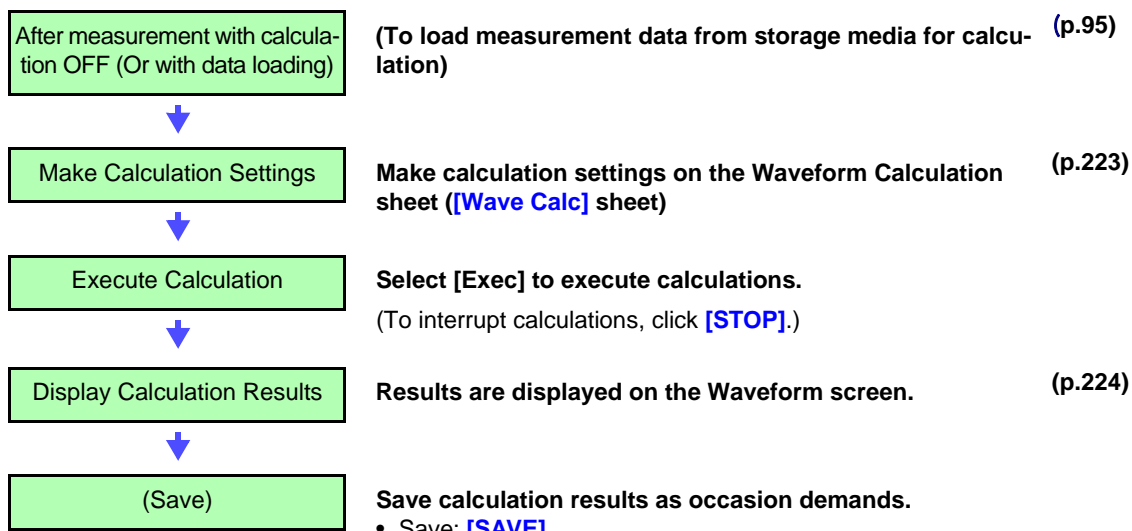 After measurement with calcula-
tion OFF (Or with data loading)
(To load measurement data from storage media for calcu-
lation)
(p.95)
Make Calculation Settings
Make calculation settings on the Waveform Calculation
sheet ([Wave Calc] sheet)
(p.223)
Execute Calculation
Select [Exec] to execute calculations.
(To interrupt calculations, click [STOP].)
Display Calculation Results
Results are displayed on the Waveform screen.
(p.224)
(Save)
Save calculation results as occasion demands.
• Save: [SAVE]